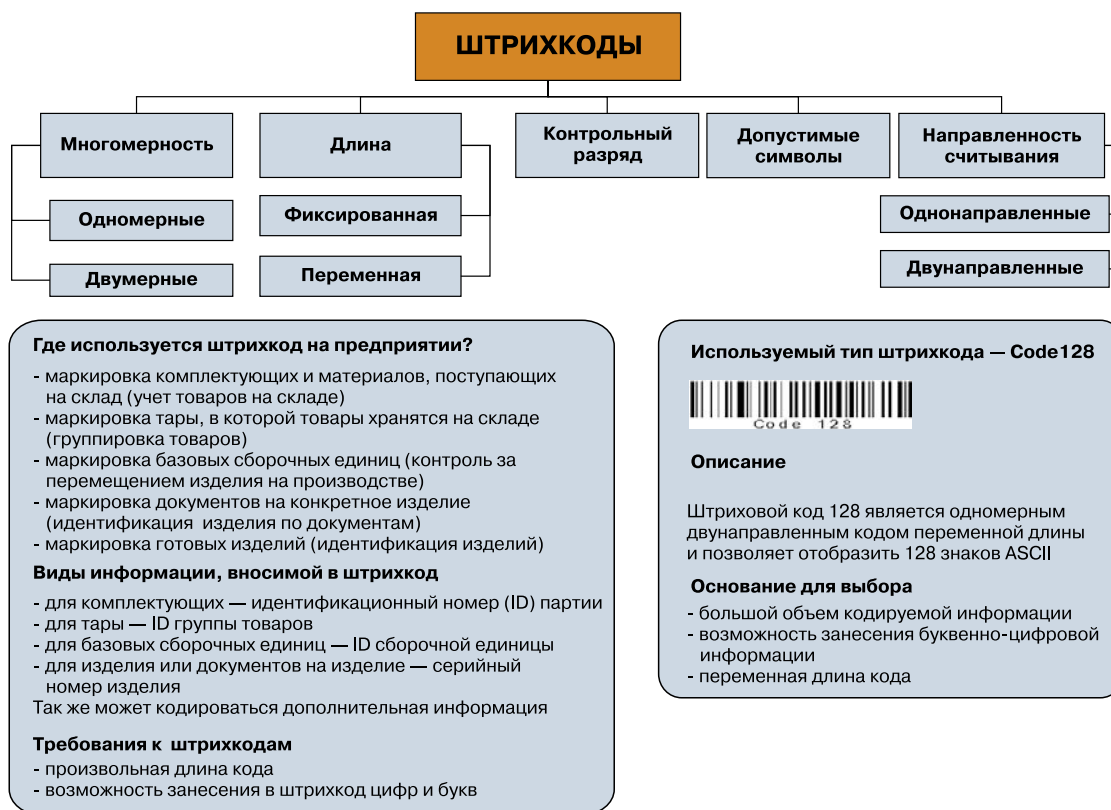 ШТРИХКОДЫ
Многомерность
Одномерные
Двумерные
Длина
Фиксированная
Переменная
Контрольный
разряд
Допустимые
символы
Направленность
считывания
Однонаправленные
Двунаправленные
Где используется штрихкод на предприятии?
- маркировка комплектующих и материалов, поступающих
на склад (учет товаров на складе)
- маркировка тары, в которой товары хранятся на складе
(группировка товаров)
- маркировка базовых сборочных единиц (контроль за
перемещением изделия на производстве)
- маркировка документов на конкретное изделие
(идентификация изделия по документам)
- маркировка готовых изделий (идентификация изделий)
Виды информации, вносимой в штрихкод
- для комплектующих — идентификационный номер (ID) партии
- для тары — ID группы товаров
- для базовых сборочных единиц — ID сборочной единицы
- для изделия или документов на изделие — серийный
номер изделия
Так же может кодироваться дополнительная информация
Требования к штрихкодам
- произвольная длина кода
- возможность занесения в штрихкод цифр и букв
Используемый тип штрихкода — Code128
Code 128
Описание
Штриховой код 128 является одномерным
двунаправленным кодом переменной длины
и позволяет отобразить 128 знаков ASCII
Основание для выбора
- большой объем кодируемой информации
- возможность занесения буквенно-цифровой
информации
- переменная длина кода